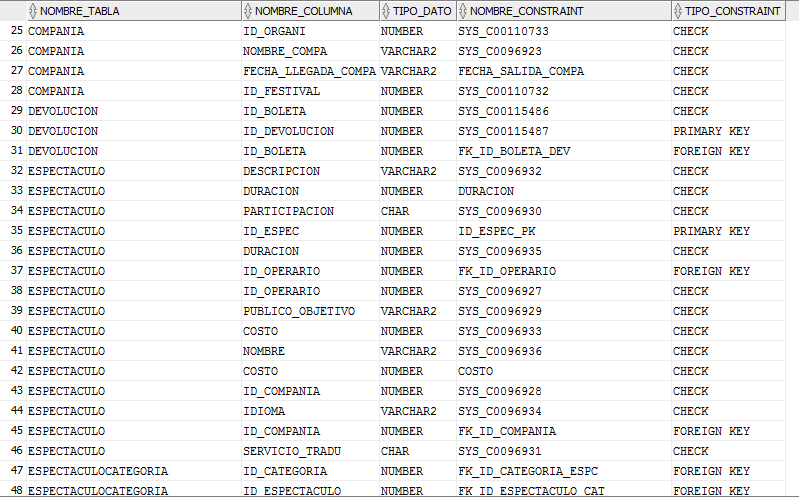 NOMBRE_TABLA NOMBRE_COLUMNA TIPO_DATO NOMBRE_CONSTRAINT TIPO_CONSTRAINT
25 COMPANIA ID_ORGANI NUMBER SYS_C00110733 CHECK
26 COMPANIA NOMBRE_COMPA VARCHAR2 SYS_C0096923 CHECK
27 COMPANIA FECHA_LLEGADA_COMPA VARCHAR2 FECHA_SALIDA_COMPA CHECK
28 COMPANIA ID_FESTIVAL NUMBER SYS_C00110732 CHECK
29 DEVOLUCION ID_BOLETA NUMBER SYS_C00115486 CHECK
30 DEVOLUCION ID_DEVOLUCION NUMBER SYS_C00115487 PRIMARY KEY
31 DEVOLUCION ID_BOLETA NUMBER FK_ID_BOLETA_DEV FOREIGN KEY
32 ESPECTACULO DESCRIPCION VARCHAR2 SYS_C0096932 CHECK
33 ESPECTACULO DURACION NUMBER DURACION CHECK
34 ESPECTACULO PARTICIPACION CHAR SYS_C0096930 CHECK
35 ESPECTACULO ID_ESPEC NUMBER ID_ESPEC_PK PRIMARY KEY
36 ESPECTACULO DURACION NUMBER SYS_C0096935 CHECK
37 ESPECTACULO ID_OPERARIO NUMBER FK_ID_OPERARIO FOREIGN KEY
38 ESPECTACULO ID_OPERARIO NUMBER SYS_C0096927 CHECK
39 ESPECTACULO PUBLICO_OBJETIVO VARCHAR2 SYS_C0096929 CHECK
40 ESPECTACULO COSTO NUMBER SYS_C0096933 CHECK
41 ESPECTACULO NOMBRE VARCHAR2 SYS_C0096936 CHECK
42 ESPECTACULO COSTO NUMBER COSTO CHECK
43 ESPECTACULO ID_COMPANIA NUMBER SYS_C0096928 CHECK
44 ESPECTACULO IDIOMA VARCHAR2 SYS_C0096934 CHECK
45 ESPECTACULO ID_COMPANIA NUMBER FK_ID_COMPANIA FOREIGN KEY
46 ESPECTACULO SERVICIO_TRADU CHAR SYS_C0096931 CHECK
47 ESPECTACULOCATEGORIA ID_CATEGORIA NUMBER FK_ID_CATEGORIA_ESPC FOREIGN KEY
48 ESPECTACULOCATEGORIA ID_ESPECTACULO NUMBER FK_ID_ESPECTACULO_CAT FOREIGN KEY